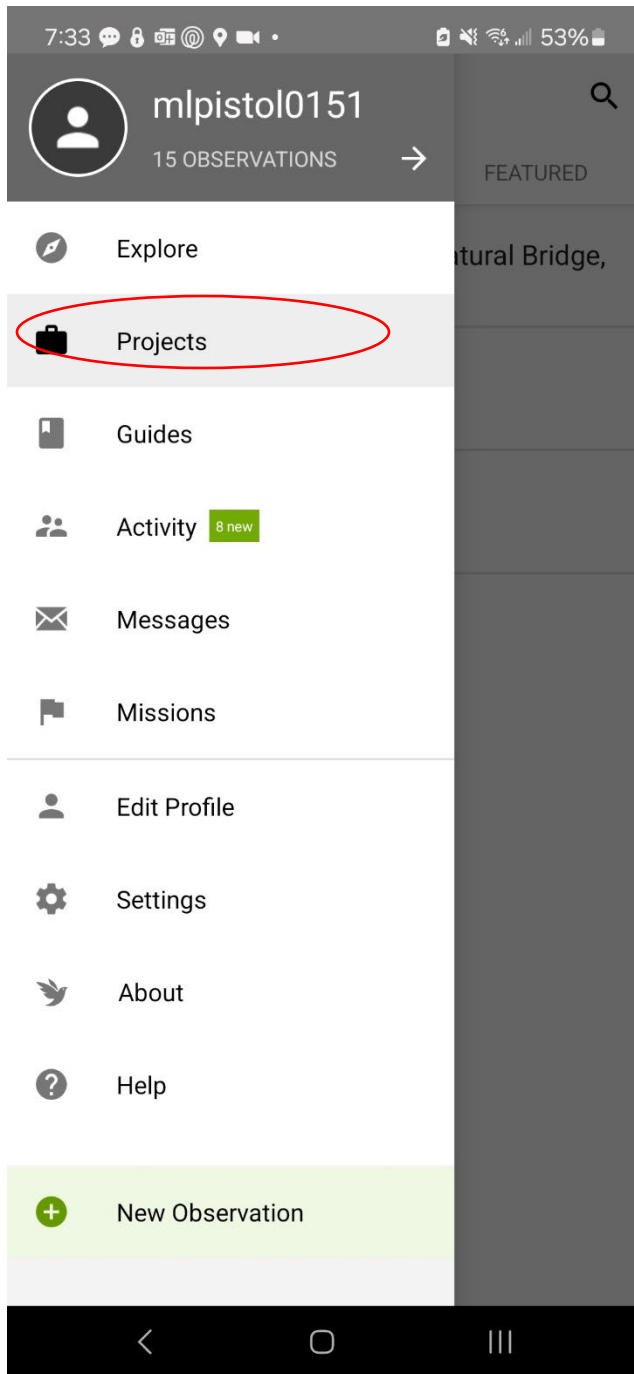 7:33
53%
mlpistol0151
15 OBSERVATIONS
FEATURED
Explore
atural Bridge,
Projects
Guides
Activity 8 new
Messages
Missions
Edit Profile
Settings
About
Help
New Observation